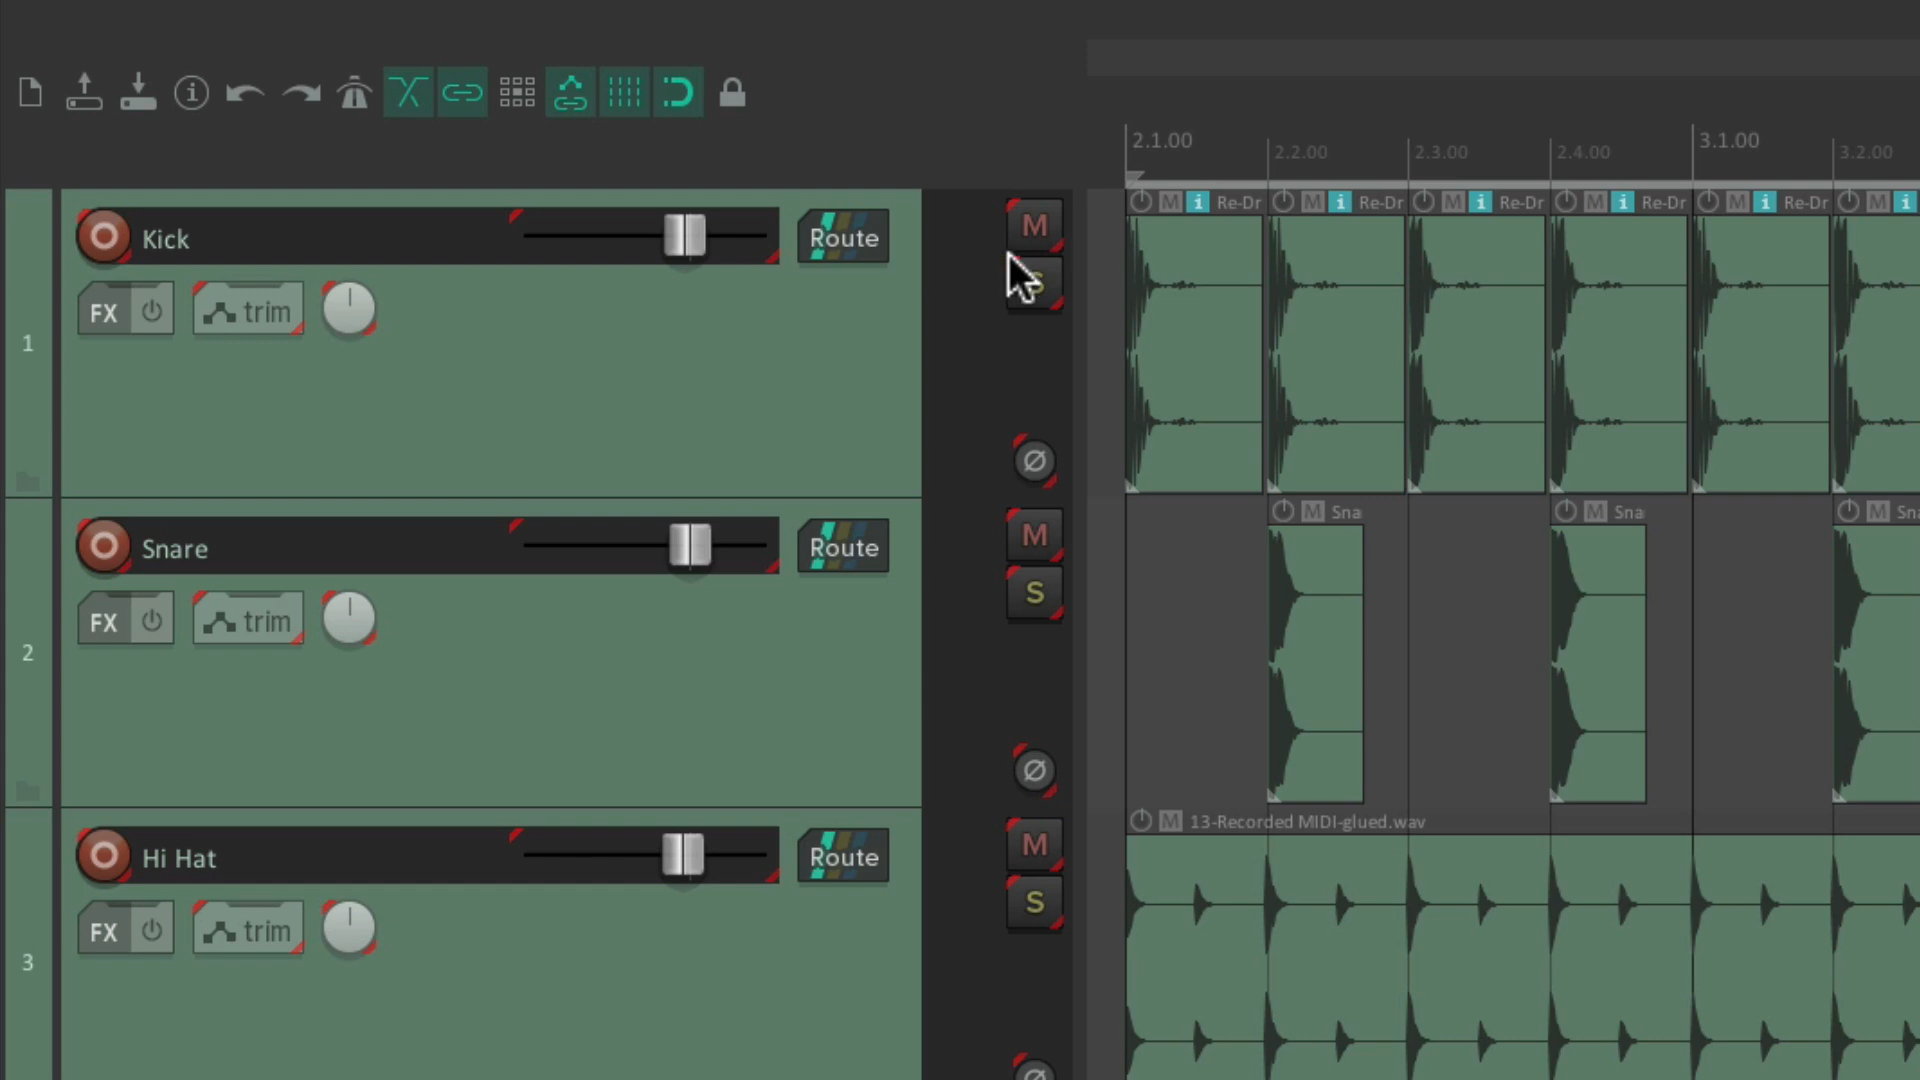 2.1.00 3.1.00
2.2.00 2.3.00 2.4.00 3.2.00
M i Re-Dr M i Re-Dr M i Re-Dr M i Re-Dr M i Re-Dr M i
Kick Route M
S
FX trim
1
Ø
M Sna M Sna M Sna
Snare Route M
S
FX trim
2
Ø
M 13-Recorded MIDI-glued.wav
Hi Hat Route M
S
FX trim
3
Ø